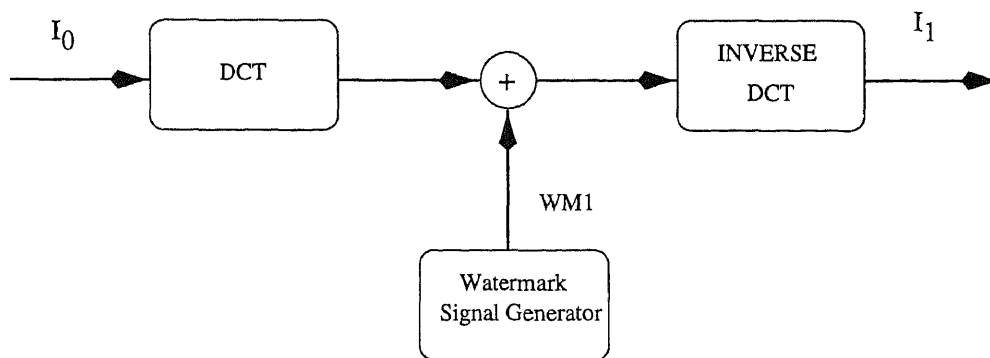 I0
DCT
+
INVERSE
DCT
I1
WM1
Watermark
Signal Generator